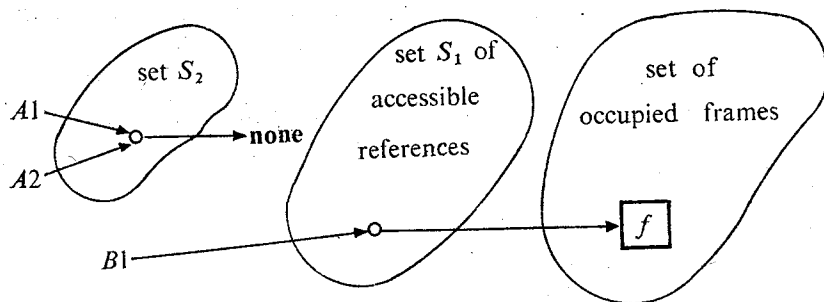 set S₂
A1
A2
none
set S₁ of
accessible
references
B1
set of
occupied frames
f